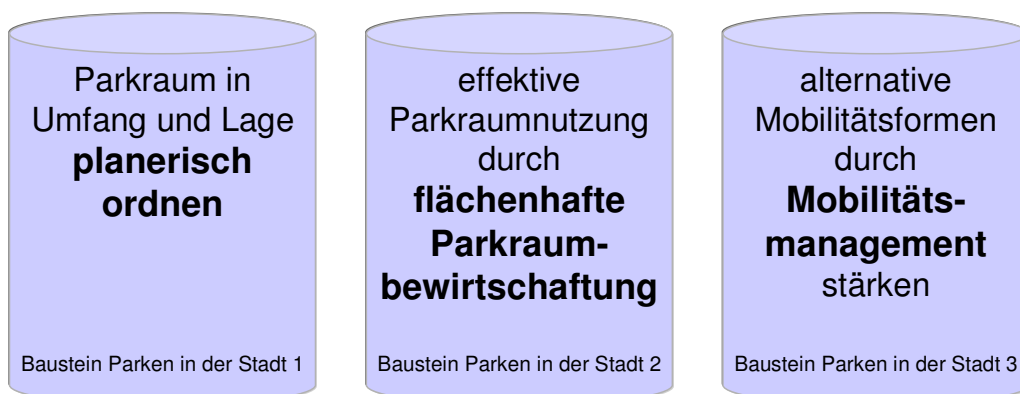 Parkraum in
Umfang und Lage
planerisch
ordnen
Baustein Parken in der Stadt 1
effektive
Parkraumnutzung
durch
flächenhafte
Parkraum-
bewirtschaftung
Baustein Parken in der Stadt 2
alternative
Mobilitätsformen
durch
Mobilitäts-
management
stärken
Baustein Parken in der Stadt 3